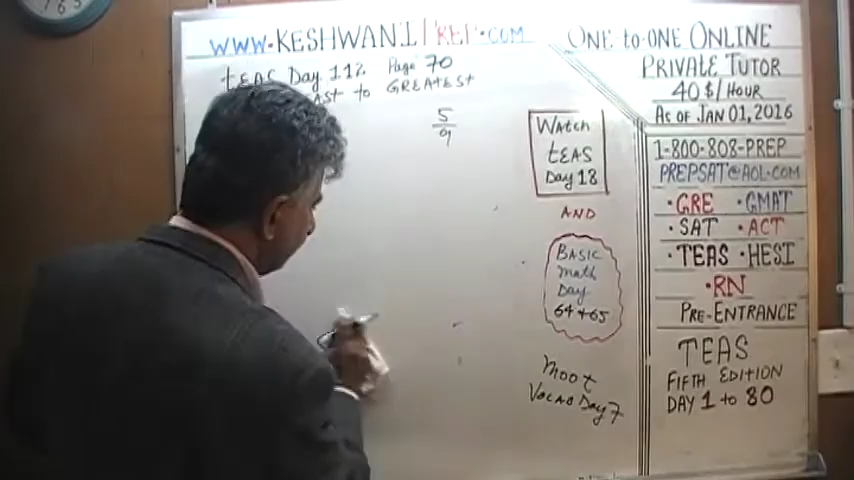 WWW.KESHWANI PREP.COM
TEAS Day 112 Page 70
TO GREATEST
5
9
Watch
TEAS
Day 18
AND
BASIC
Math
Day
64+65
MOOT
VOCAB Day 7
ONE to-ONE ONLINE
PRIVATE TUTOR
40$/HOUR
AS OF JAN 01,2016
1-800-808-PREP
PREPSAT@AOL.COM
•GRE •GMAT
•SAT •ACT
•TEAS •HESI
•RN
PRE-ENTRANCE
TEAS
FIFTH EDITION
DAY 1 to 80